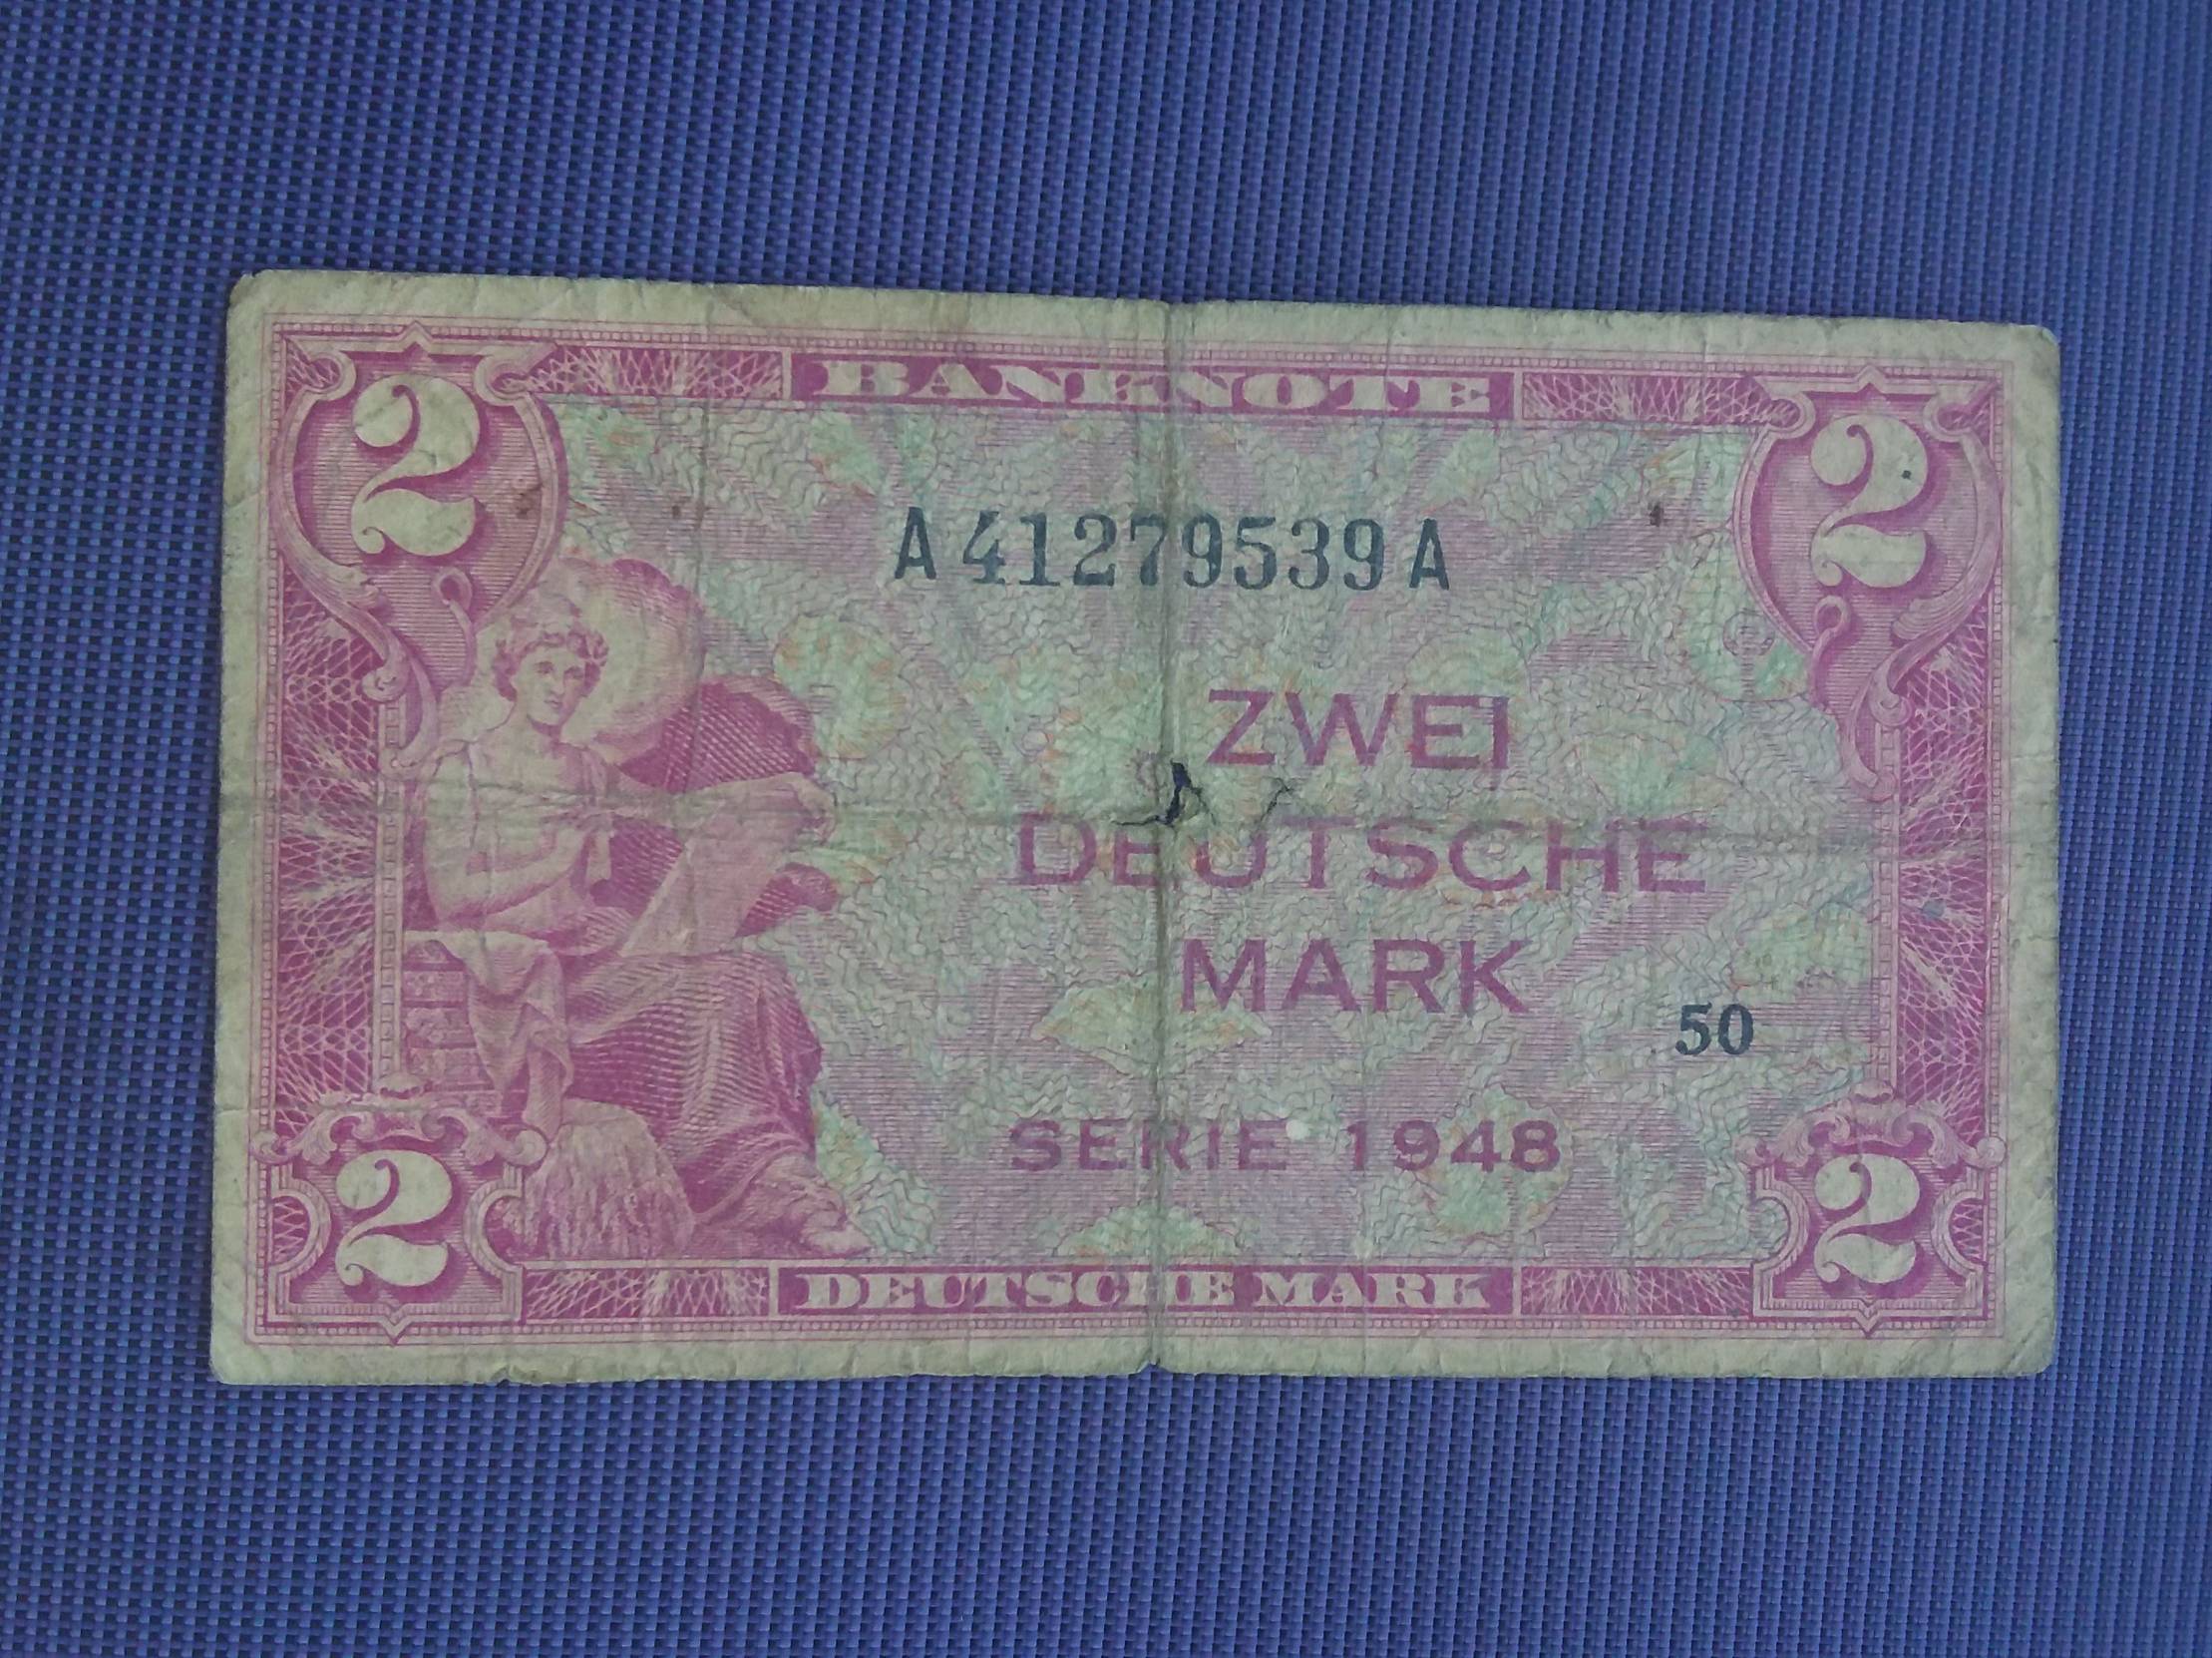 BANKNOTE
2 2
A 41279539 A
ZWEI
DEUTSCHE
MARK
50
SERIE 1948
2 2
DEUTSCHE MARK